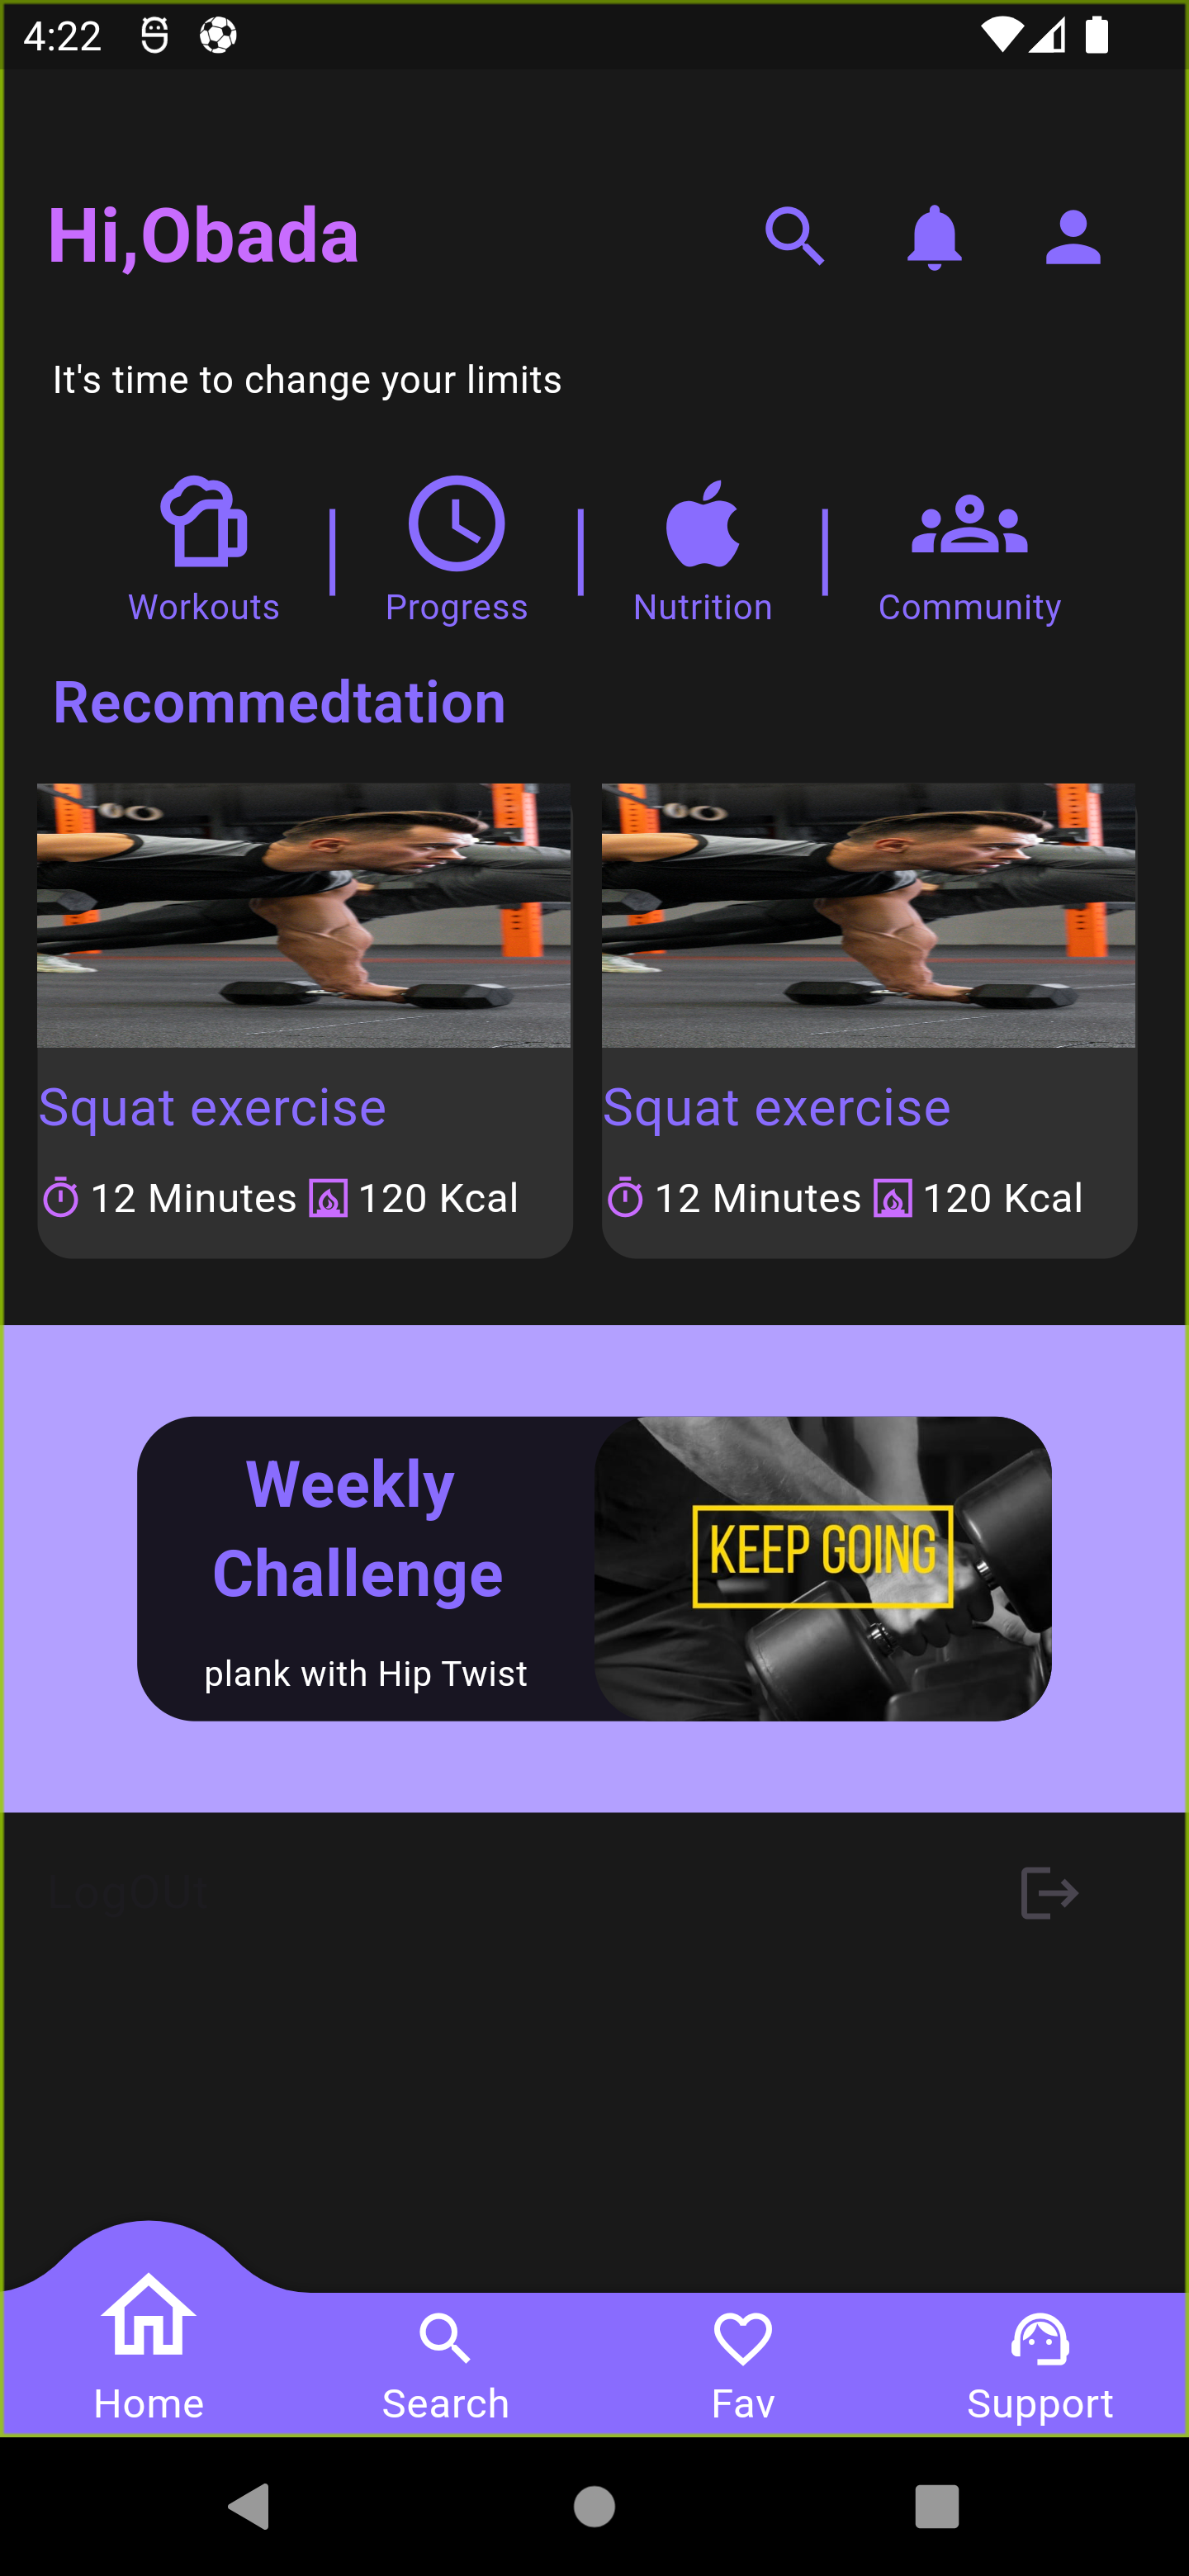 4:22
Hi,Obada
It's time to change your limits
Workouts Progress Nutrition Community
Recommedtation
Squat exercise Squat exercise
12 Minutes 120 Kcal 12 Minutes 120 Kcal
Weekly
Challenge
KEEP GOING
plank with Hip Twist
LogOUt
Home Search Fav Support